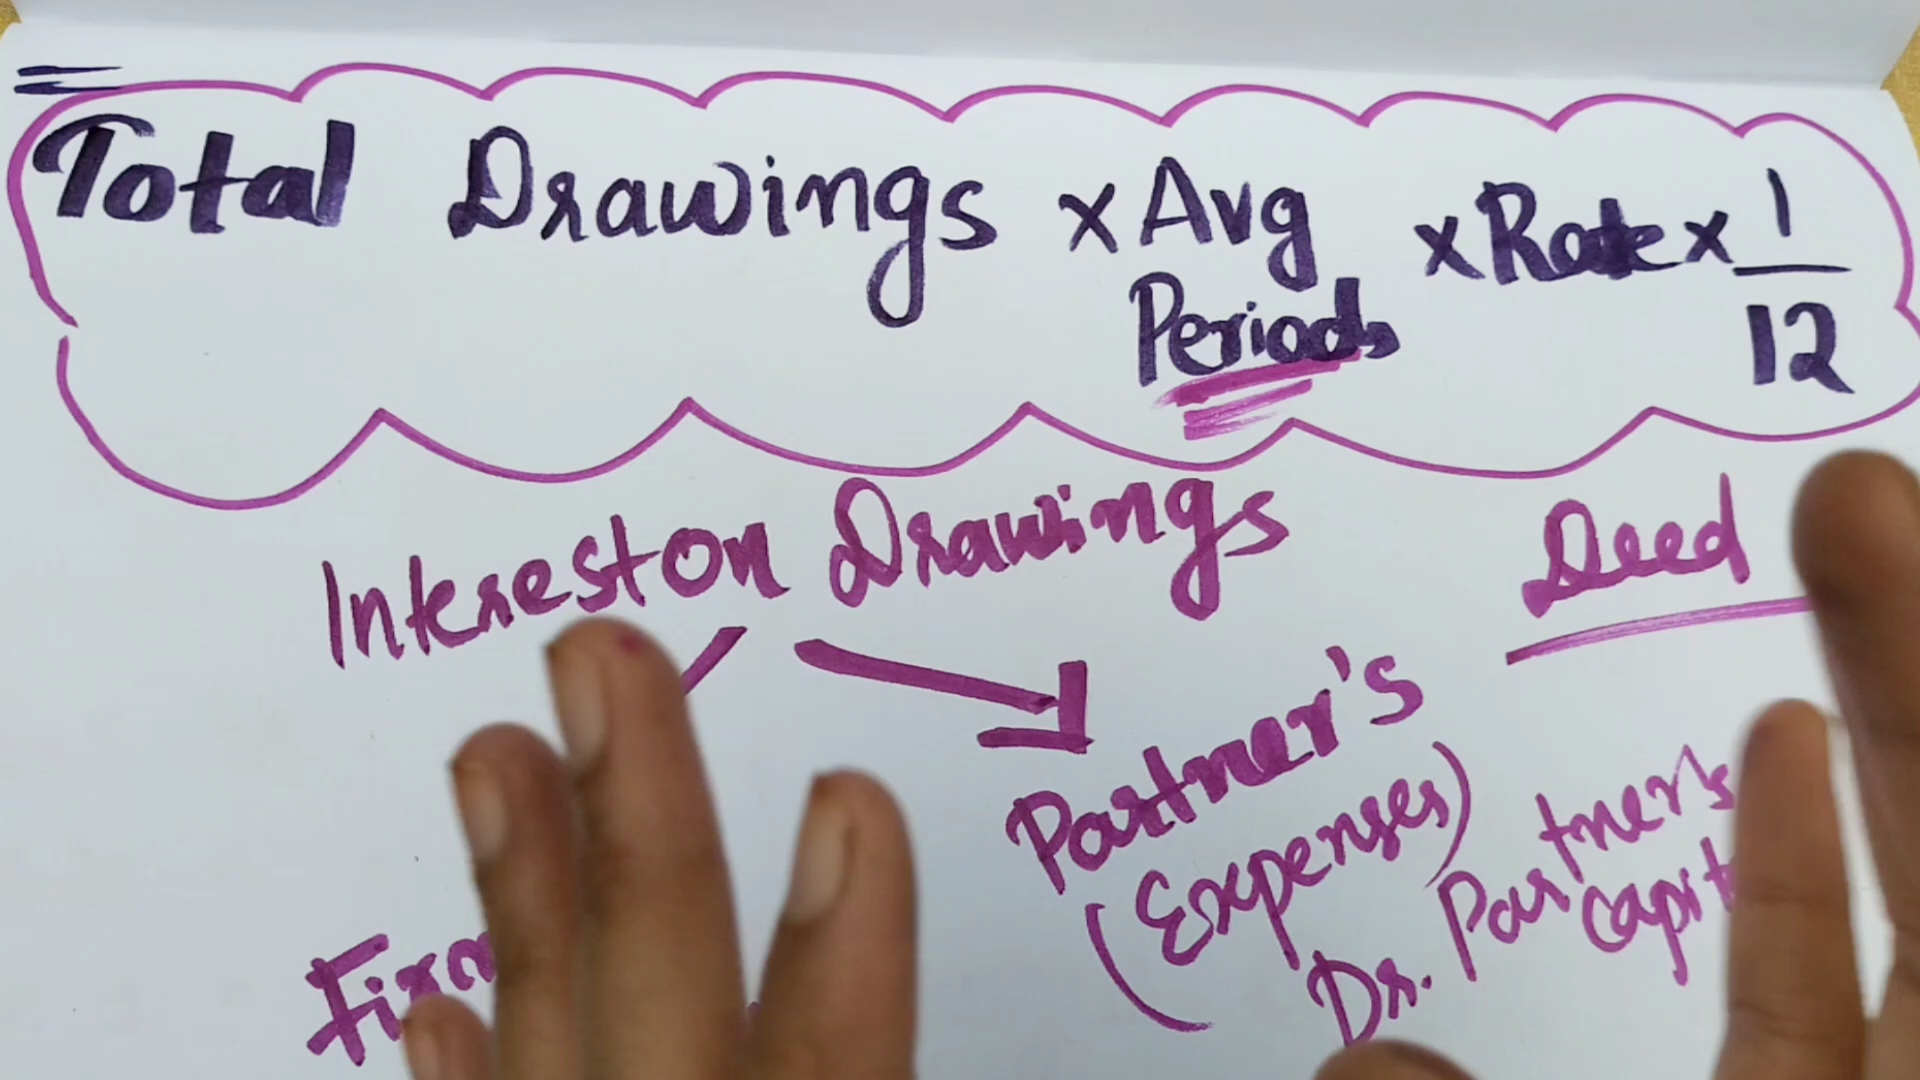 Total Drawings x Avg Periods x Rate x 1/12
Interest on Drawings
Deed
Partner's
(Expenses)
Dr. Partner's